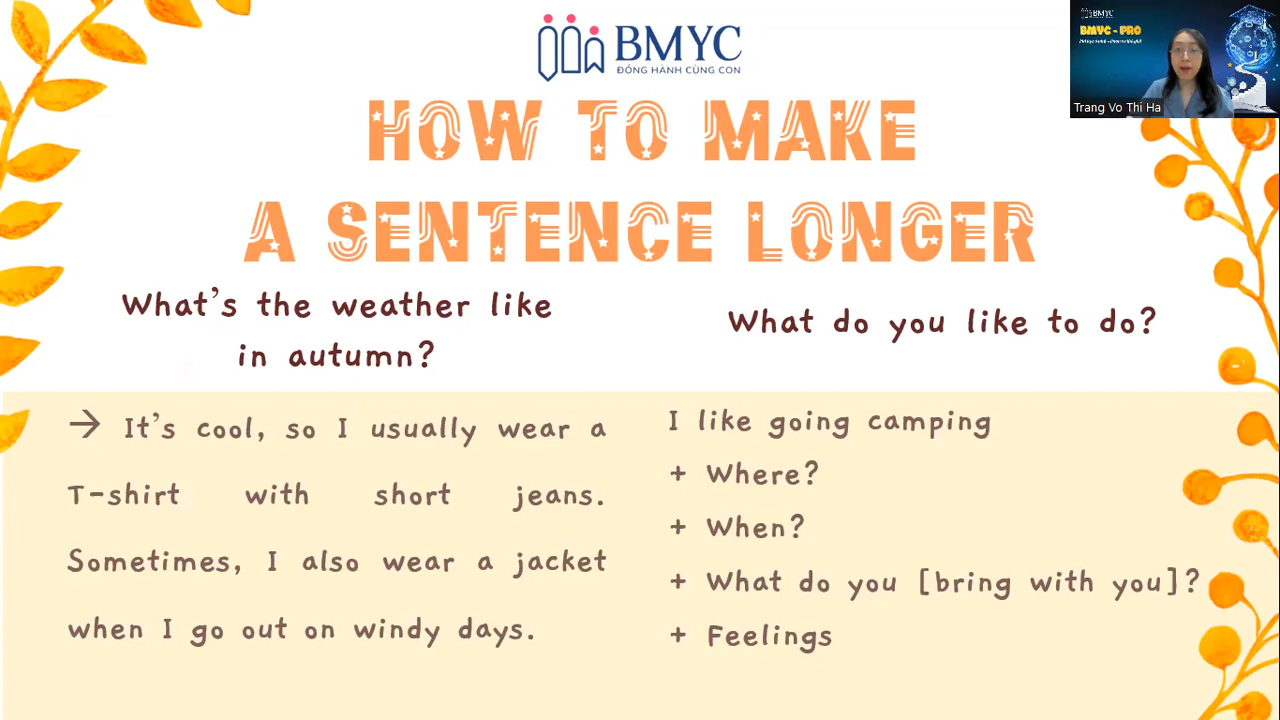 BMYC
ĐỒNG HÀNH CÙNG CON
HOW TO MAKE
A SENTENCE LONGER
What's the weather like
in autumn?
→ It's cool, so I usually wear a
T-shirt with short jeans.
Sometimes, I also wear a jacket
when I go out on windy days.
What do you like to do?
I like going camping
+ Where?
+ When?
+ What do you [bring with you]?
+ Feelings
BMYC
BMYC - PRO
Trang Vo Thi Ha